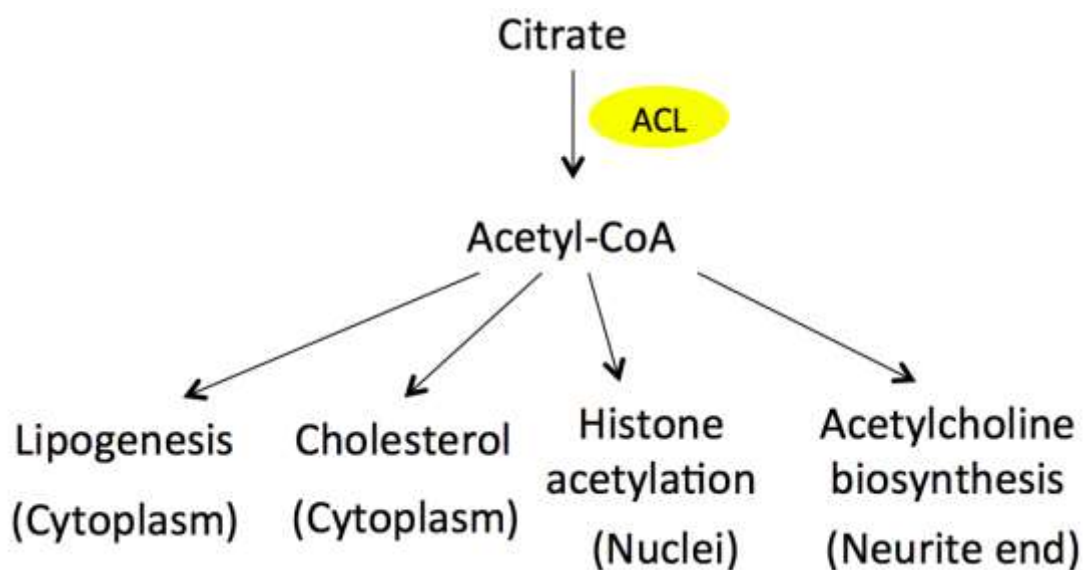 Citrate
ACL
Acetyl-CoA
Lipogenesis
(Cytoplasm)
Cholesterol
(Cytoplasm)
Histone
acetylation
(Nuclei)
Acetylcholine
biosynthesis
(Neurite end)